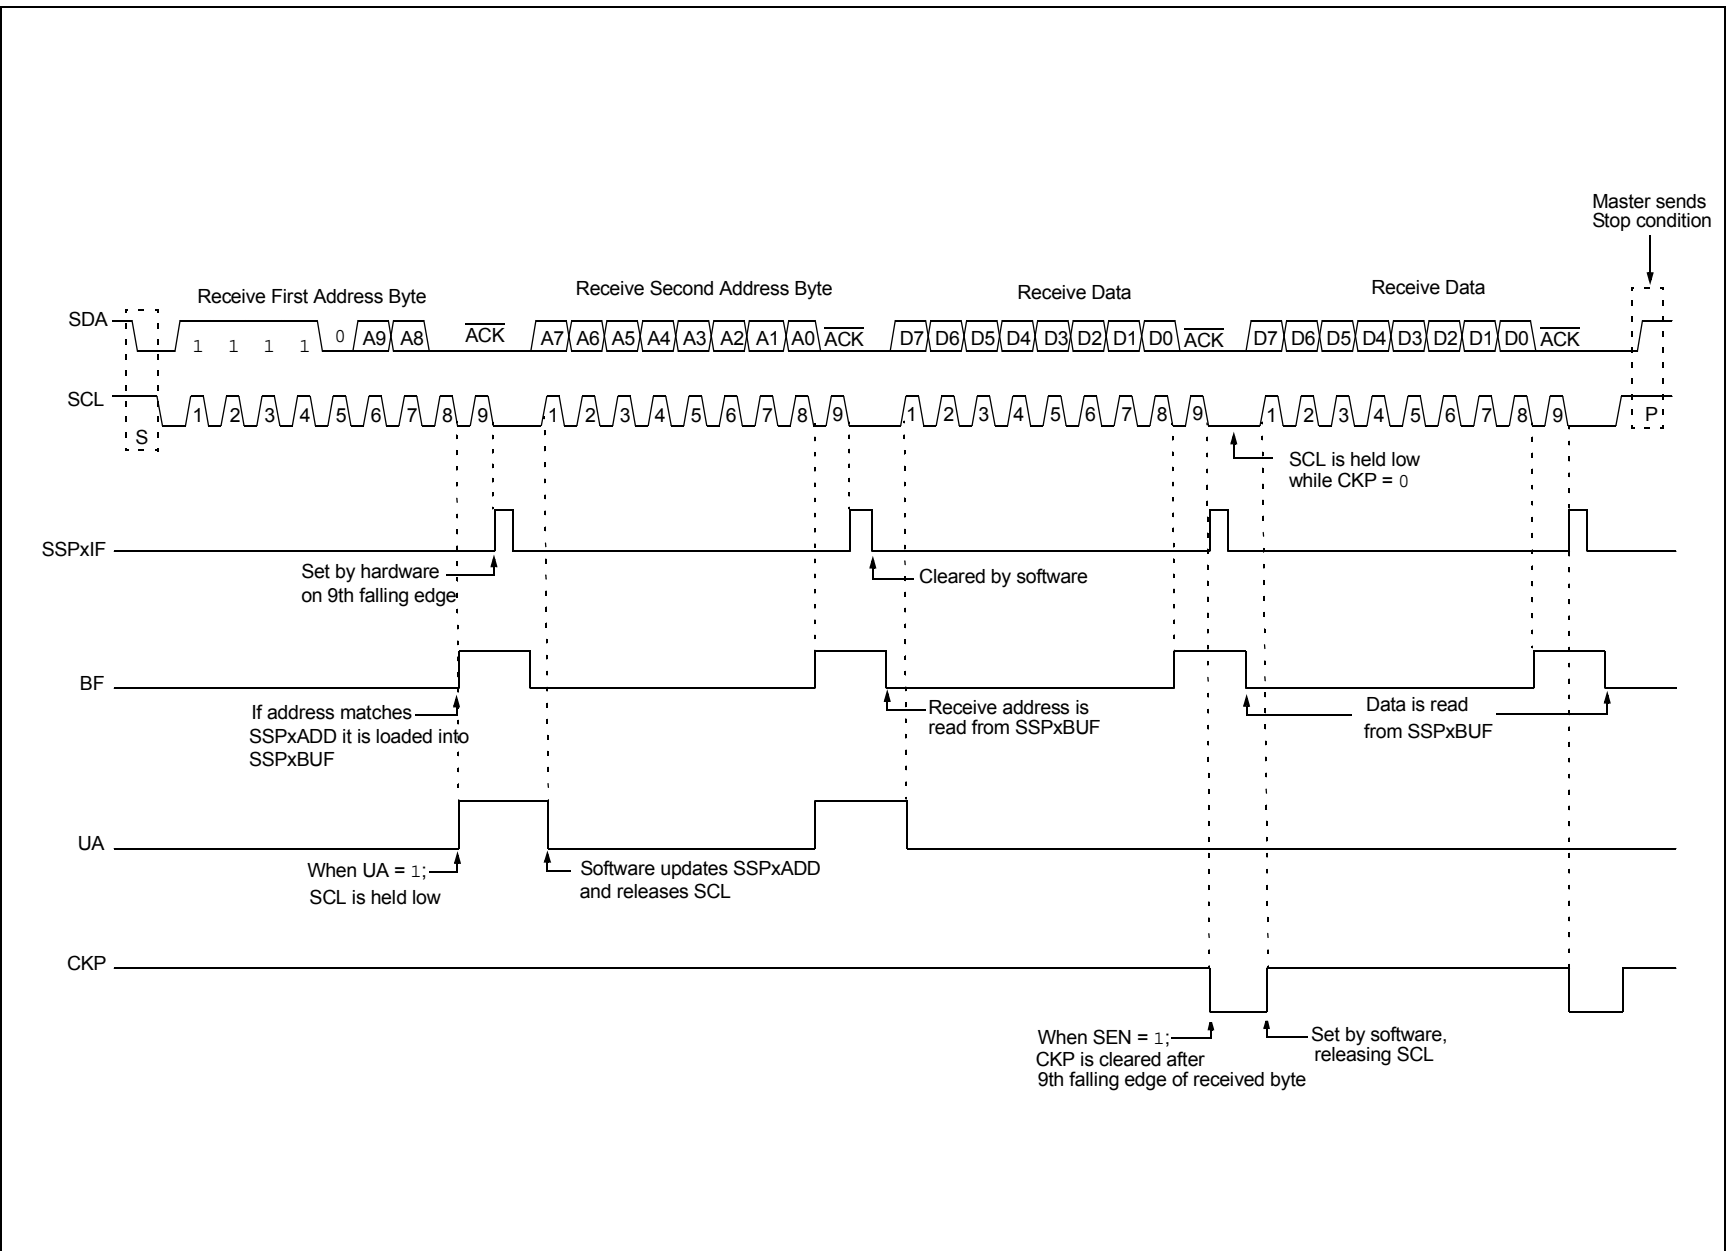 Master sends
Stop condition
Receive First Address Byte
Receive Second Address Byte
Receive Data
Receive Data
SDA
1 1 1 1 0 A9 A8 ACK A7 A6 A5 A4 A3 A2 A1 A0 ACK D7 D6 D5 D4 D3 D2 D1 D0 ACK D7 D6 D5 D4 D3 D2 D1 D0 ACK
SCL
S 1 2 3 4 5 6 7 8 9 1 2 3 4 5 6 7 8 9 1 2 3 4 5 6 7 8 9 1 2 3 4 5 6 7 8 9 P
SCL is held low
while CKP = 0
SSPxIF
Set by hardware
on 9th falling edge
Cleared by software
BF
If address matches
SSPxADD it is loaded into
SSPxBUF
Receive address is
read from SSPxBUF
Data is read
from SSPxBUF
UA
When UA = 1;
SCL is held low
Software updates SSPxADD
and releases SCL
CKP
When SEN = 1;
CKP is cleared after
9th falling edge of received byte
Set by software,
releasing SCL